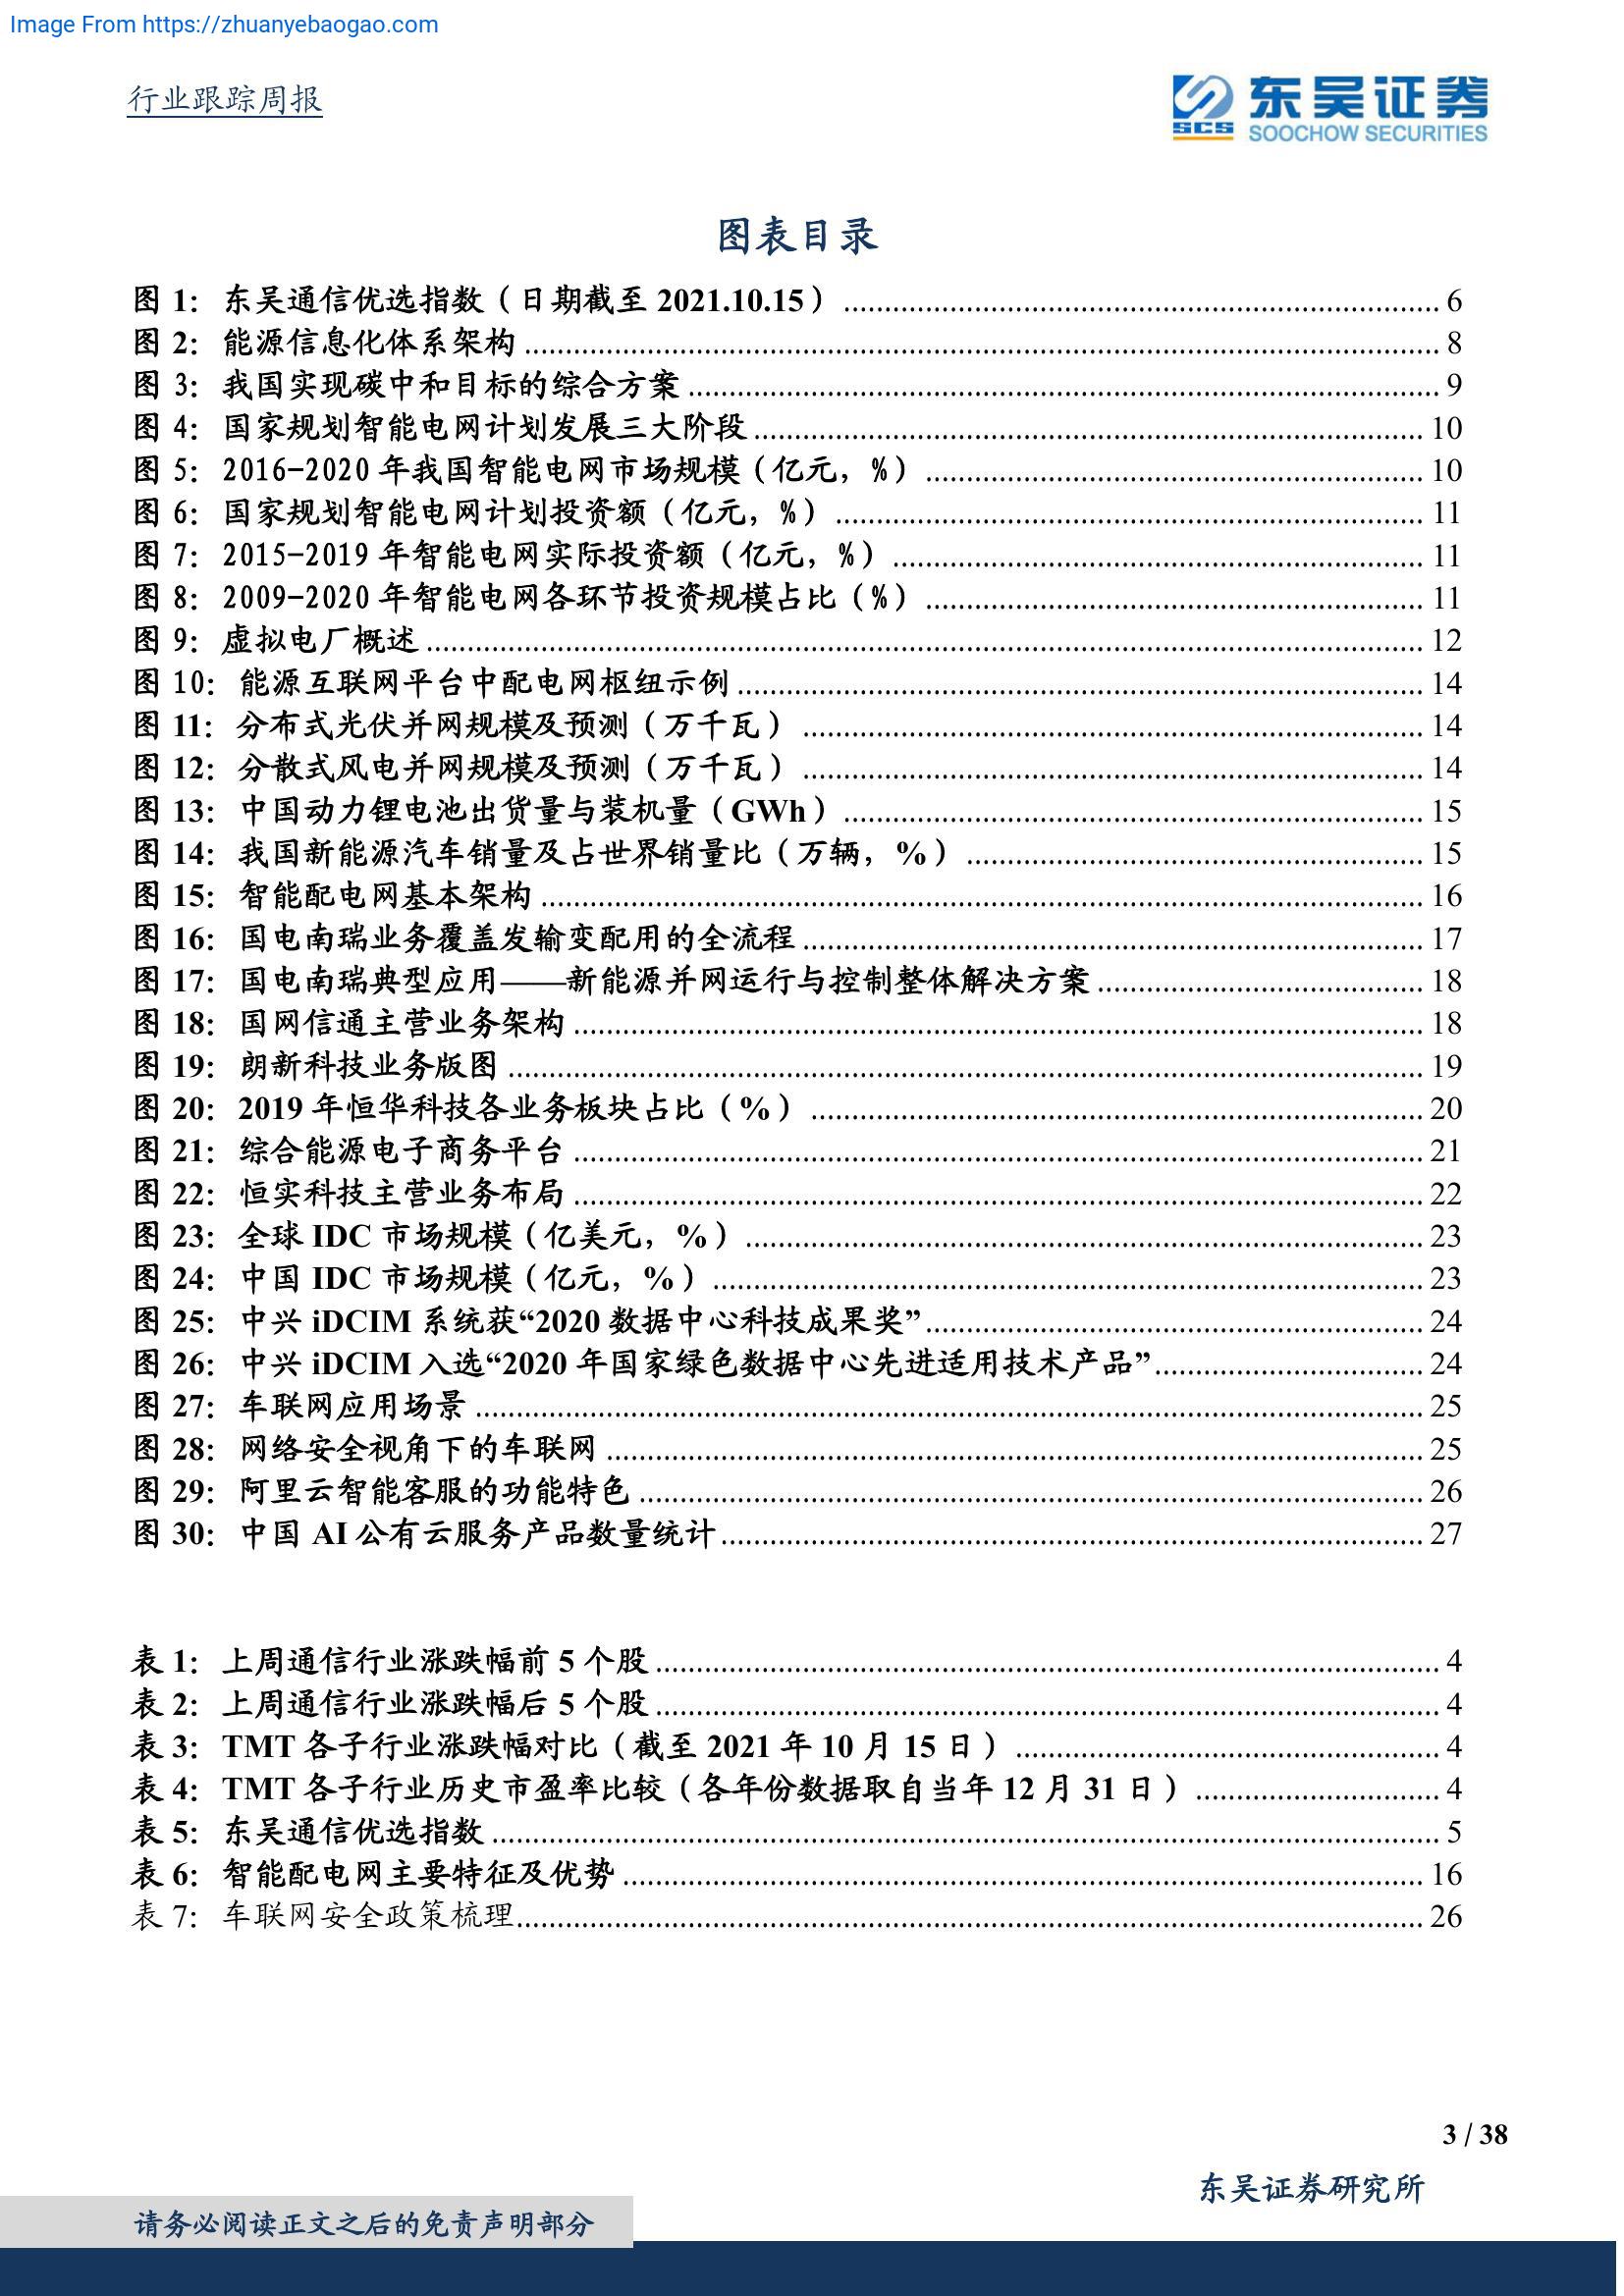 Image From https://zhuanyebaogao.com
行业跟踪周报
SCS 东吴证券
SOOCHOW SECURITIES
图表目录
图 1: 东吴通信优选指数（日期截至 2021.10.15） ........ 6
图 2: 能源信息化体系架构 ........ 8
图 3: 我国实现碳中和目标的综合方案 ........ 9
图 4: 国家规划智能电网计划发展三大阶段 ........ 10
图 5: 2016-2020 年我国智能电网市场规模（亿元，%） ........ 10
图 6: 国家规划智能电网计划投资额（亿元，%） ........ 11
图 7: 2015-2019 年智能电网实际投资额（亿元，%） ........ 11
图 8: 2009-2020 年智能电网各环节投资规模占比（%） ........ 11
图 9: 虚拟电厂概述 ........ 12
图 10: 能源互联网平台中配电网枢纽示例 ........ 14
图 11: 分布式光伏并网规模及预测（万千瓦） ........ 14
图 12: 分散式风电并网规模及预测（万千瓦） ........ 14
图 13: 中国动力锂电池出货量与装机量（GWh） ........ 15
图 14: 我国新能源汽车销量及占世界销量比（万辆，%） ........ 15
图 15: 智能配电网基本架构 ........ 16
图 16: 国电南瑞业务覆盖发输变配用的全流程 ........ 17
图 17: 国电南瑞典型应用——新能源并网运行与控制整体解决方案 ........ 18
图 18: 国网信通主营业务架构 ........ 18
图 19: 朗新科技业务版图 ........ 19
图 20: 2019 年恒华科技各业务板块占比（%） ........ 20
图 21: 综合能源电子商务平台 ........ 21
图 22: 恒实科技主营业务布局 ........ 22
图 23: 全球 IDC 市场规模（亿美元，%） ........ 23
图 24: 中国 IDC 市场规模（亿元，%） ........ 23
图 25: 中兴 iDCIM 系统获“2020 数据中心科技成果奖” ........ 24
图 26: 中兴 iDCIM 入选“2020 年国家绿色数据中心先进适用技术产品” ........ 24
图 27: 车联网应用场景 ........ 25
图 28: 网络安全视角下的车联网 ........ 25
图 29: 阿里云智能客服的功能特色 ........ 26
图 30: 中国 AI 公有云服务产品数量统计 ........ 27
表 1: 上周通信行业涨跌幅前 5 个股 ........ 4
表 2: 上周通信行业涨跌幅后 5 个股 ........ 4
表 3: TMT 各子行业涨跌幅对比（截至 2021 年 10 月 15 日） ........ 4
表 4: TMT 各子行业历史市盈率比较（各年份数据取自当年 12 月 31 日） ........ 4
表 5: 东吴通信优选指数 ........ 5
表 6: 智能配电网主要特征及优势 ........ 16
表 7: 车联网安全政策梳理 ........ 26
3 / 38
东吴证券研究所
请务必阅读正文之后的免责声明部分